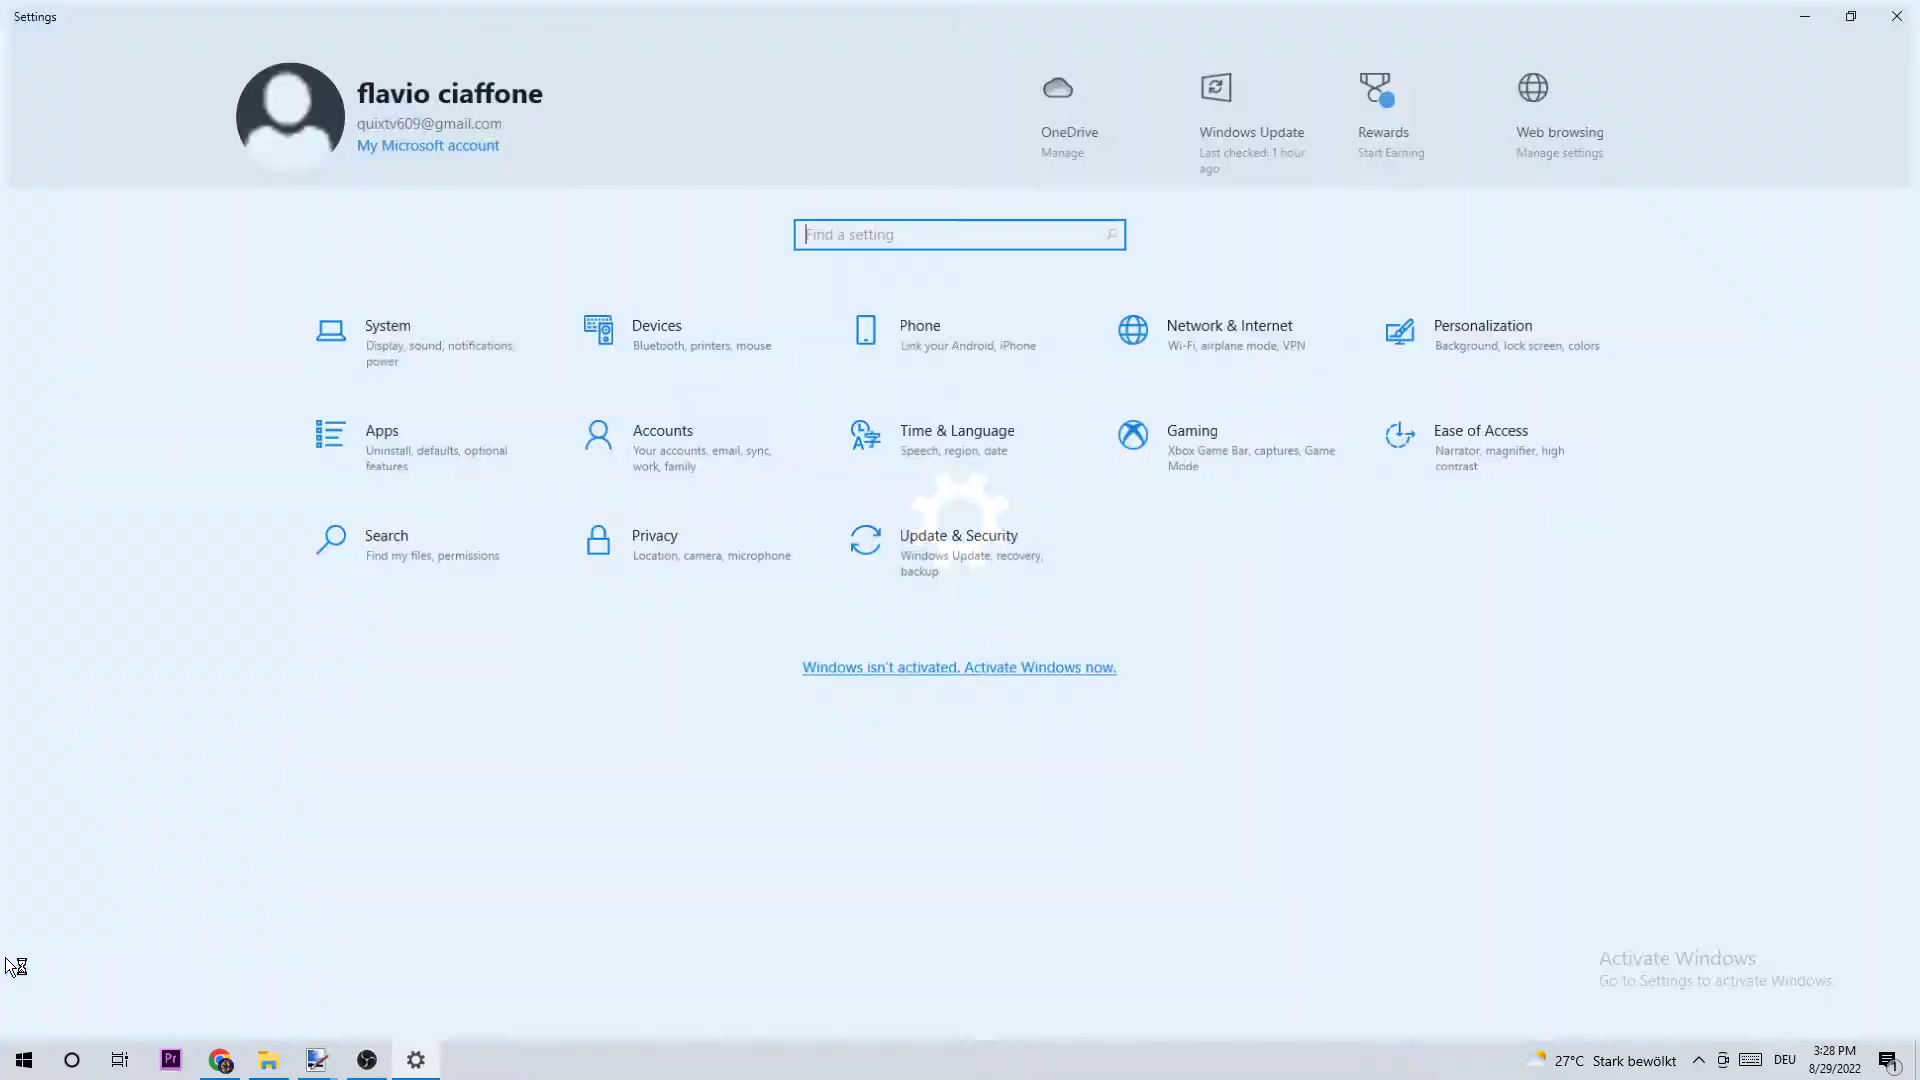 Settings
flavio ciaffone
quixtv609@gmail.com
My Microsoft account
OneDrive
Manage
Windows Update
Last checked: 1 hour
ago
Rewards
Start Earning
Web browsing
Manage settings
Find a setting
System
Display, sound, notifications,
power
Devices
Bluetooth, printers, mouse
Phone
Link your Android, iPhone
Network & Internet
Wi-Fi, airplane mode, VPN
Personalization
Background, lock screen, colors
Apps
Uninstall, defaults, optional
features
Accounts
Your accounts, email, sync,
work, family
Time & Language
Speech, region, date
Gaming
Xbox Game Bar, captures, Game
Mode
Ease of Access
Narrator, magnifier, high
contrast
Search
Find my files, permissions
Privacy
Location, camera, microphone
Update & Security
Windows Update, recovery,
backup
Windows isn't activated. Activate Windows now.
Activate Windows
Go to Settings to activate Windows.
Pr
27°C Stark bewölkt
DEU
3:28 PM
8/29/2022
1